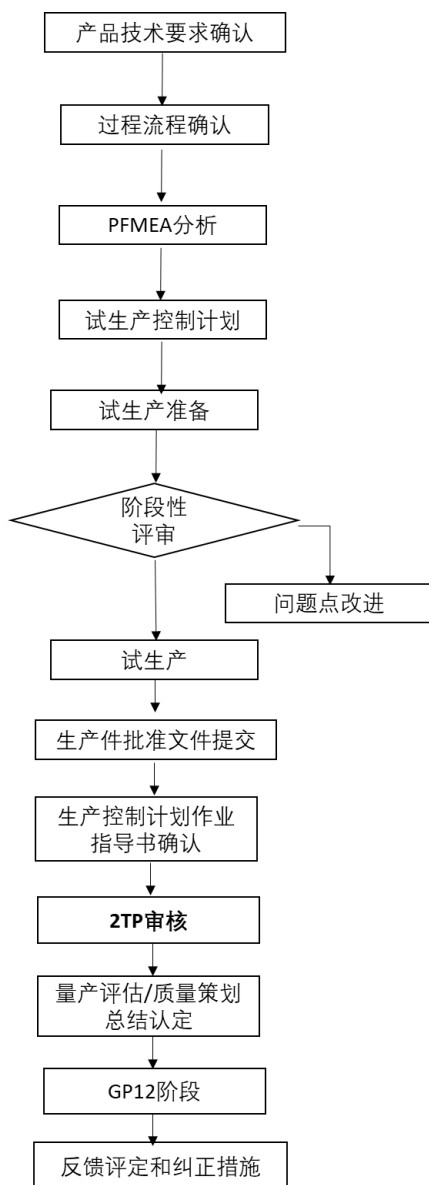 产品技术要求确认
过程流程确认
PFMEA分析
试生产控制计划
试生产准备
阶段性
评审
问题点改进
试生产
生产件批准文件提交
生产控制计划作业
指导书确认
2TP审核
量产评估/质量策划
总结认定
GP12阶段
反馈评定和纠正措施